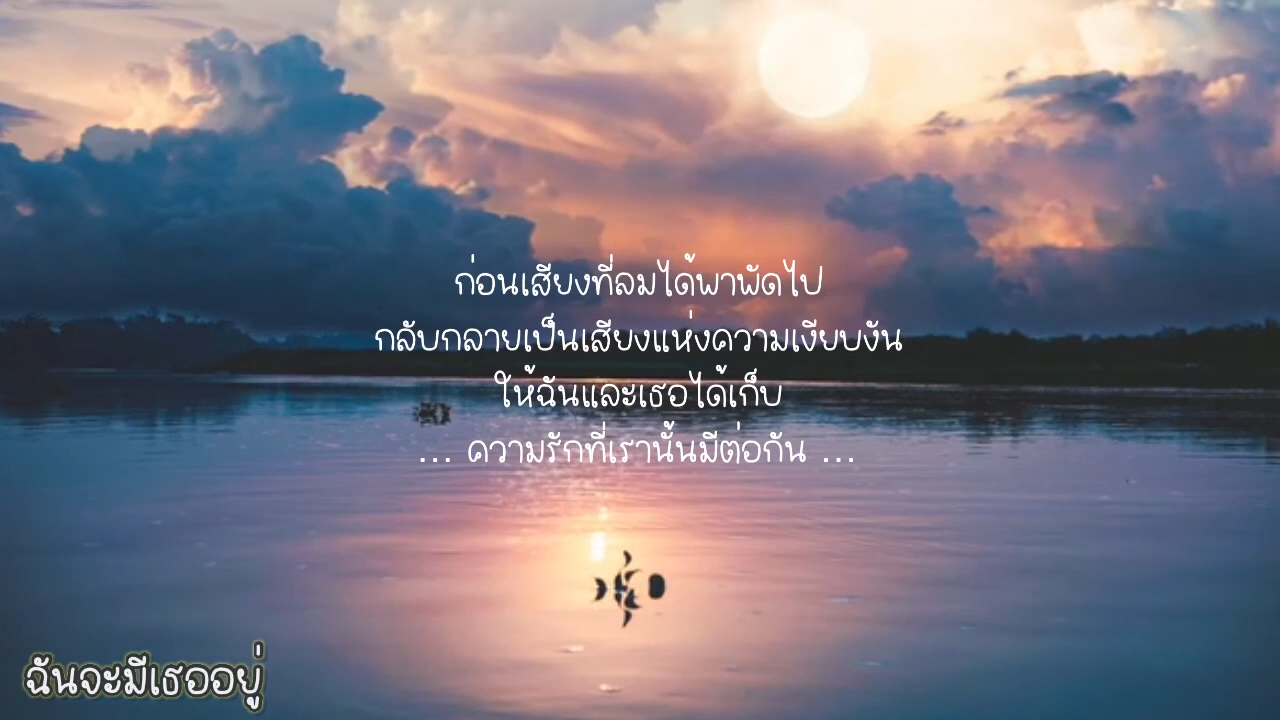 ก่อนเสียงที่ลมได้พาพัดไป
กลับกลายเป็นเสียงแห่งความเงียบงัน
ให้ฉันและเธอได้เก็บ
... ความรักที่เรานั้นมีต่อกัน ...
ฉันจะมีเธออยู่